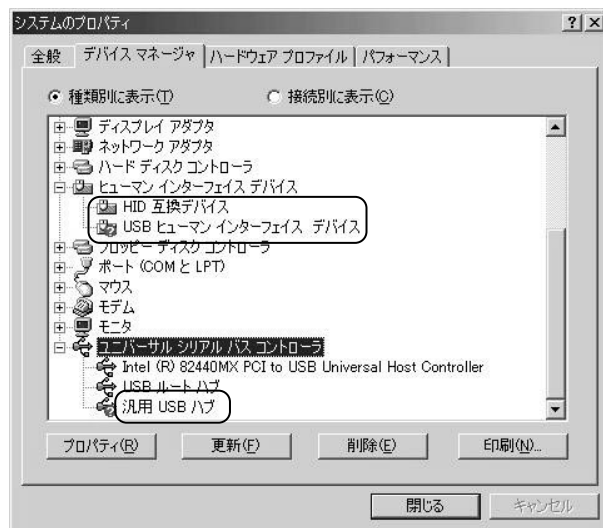 システムのプロパティ
全般 デバイス マネージャ ハードウェア プロファイル パフォーマンス
種類別に表示(T) 接続別に表示(C)
ディスプレイ アダプタ
ネットワーク アダプタ
ハード ディスク コントローラ
ヒューマン インターフェイス デバイス
HID 互換デバイス
USB ヒューマン インターフェイス デバイス
フロッピー ディスク コントローラ
ポート (COM と LPT)
マウス
モデム
モニタ
ユニバーサル シリアル バス コントローラ
Intel (R) 82440MX PCI to USB Universal Host Controller
USB ルート ハブ
汎用 USB ハブ
プロパティ(R) 更新(F) 削除(E) 印刷(N)...
閉じる キャンセル